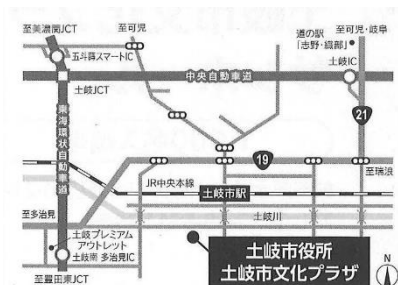 至美濃関JCT
至可児
至可児・岐阜
道の駅
「志野・織部」
五斗蒔スマートIC
土岐IC
中央自動車道
土岐JCT
東海環状自動車道
21
19
至瑞浪
JR中央本線
土岐市駅
至多治見
土岐川
土岐プレミアム
アウトレット
土岐南 多治見IC
土岐市役所
土岐市文化プラザ
至豊田東JCT
N